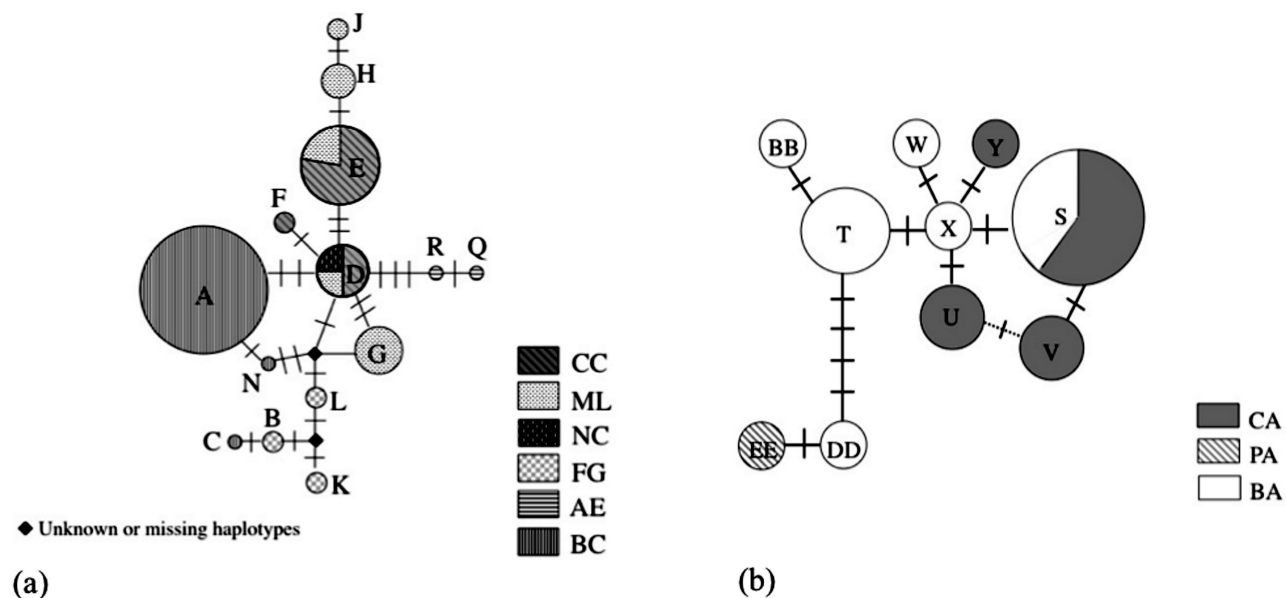 J
H
E
F
D
R Q
A
G
N
L
C B
K
CC
ML
NC
FG
AE
BC
◆ Unknown or missing haplotypes
(a)
BB W Y
T X S
U V
EE DD
CA
PA
BA
(b)